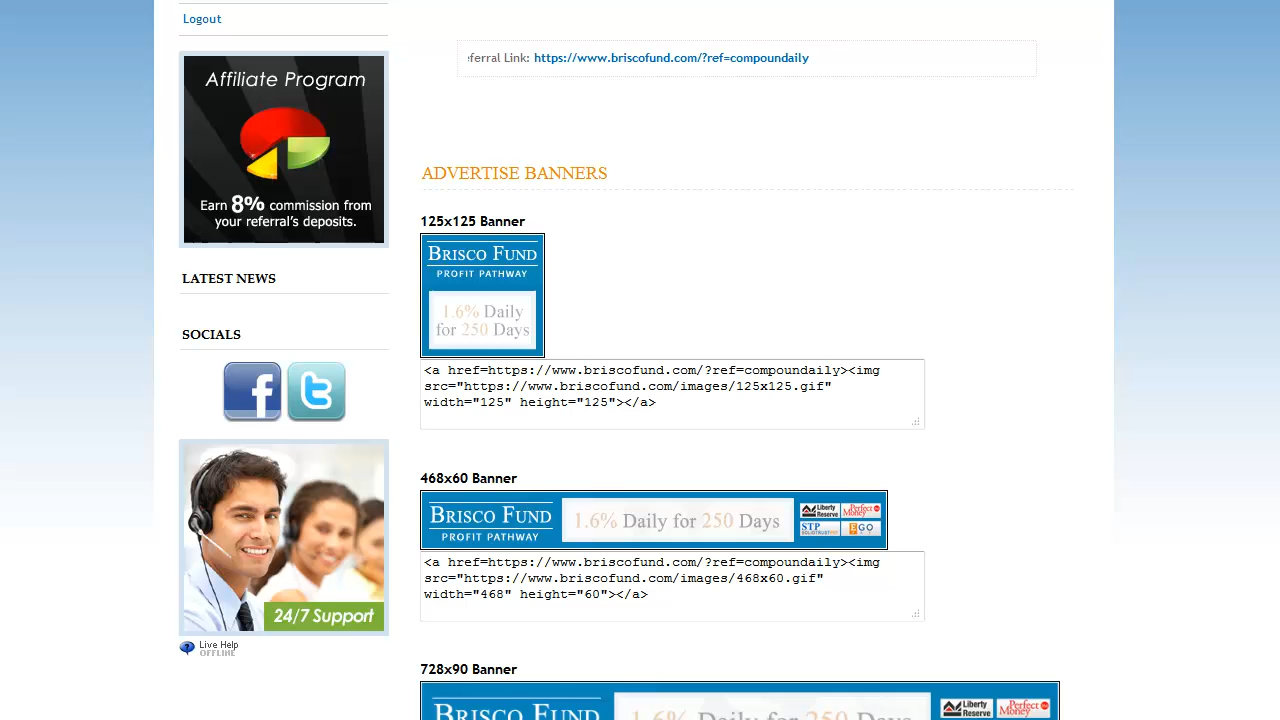 Logout
eferral Link: https://www.briscofund.com/?ref=compoundaily
Affiliate Program
Earn 8% commission from
your referral's deposits.
ADVERTISE BANNERS
125x125 Banner
BRISCO FUND
PROFIT PATHWAY
1.6% Daily
for 250 Days
LATEST NEWS
SOCIALS
<a href=https://www.briscofund.com/?ref=compoundaily><img
src="https://www.briscofund.com/images/125x125.gif"
width="125" height="125"></a>
468x60 Banner
BRISCO FUND
PROFIT PATHWAY
1.6% Daily for 250 Days
Liberty
Reserve
Perfect
Money
STP
SOLIDTRUSTPAY
EGO
PAY
<a href=https://www.briscofund.com/?ref=compoundaily><img
src="https://www.briscofund.com/images/468x60.gif"
width="468" height="60"></a>
24/7 Support
Live Help
OFFLINE
728x90 Banner
BRISCO FUND
1.6% Daily for 250 Days
Liberty
Reserve
Perfect
Money